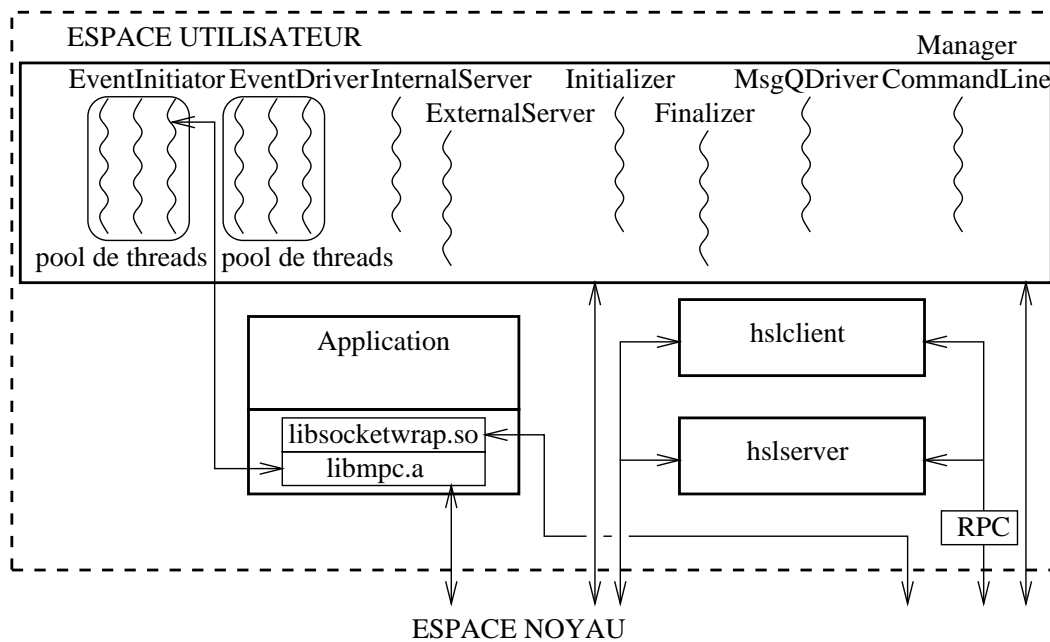 ESPACE UTILISATEUR
Manager
EventInitiator EventDriver InternalServer Initializer MsgQDriver CommandLine
ExternalServer Finalizer
pool de threads pool de threads
Application
hslclient
libsocketwrap.so
hslserver
libmpc.a
RPC
ESPACE NOYAU